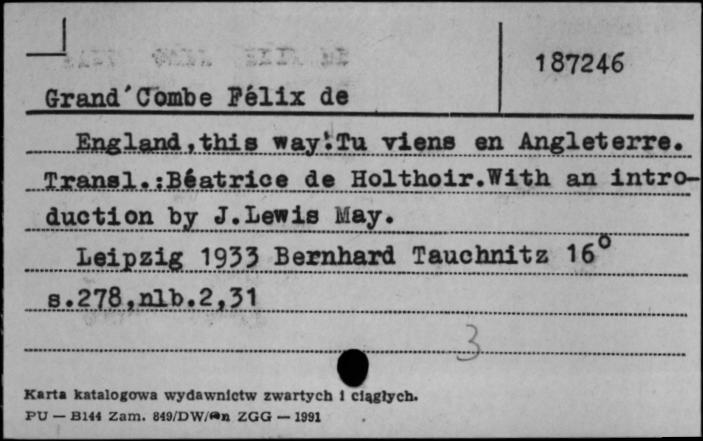 187246
Grand'Combe Félix de
England,this way!Tu viens en Angleterre.
Transl.:Béatrice de Holthoir.With an intro-
duction by J.Lewis May.
Leipzig 1933 Bernhard Tauchnitz 16°
s.278,nlb.2,31
3
Karta katalogowa wydawnictw zwartych i ciągłych.
PU — B144 Zam. 849/DW/ ZGG — 1991